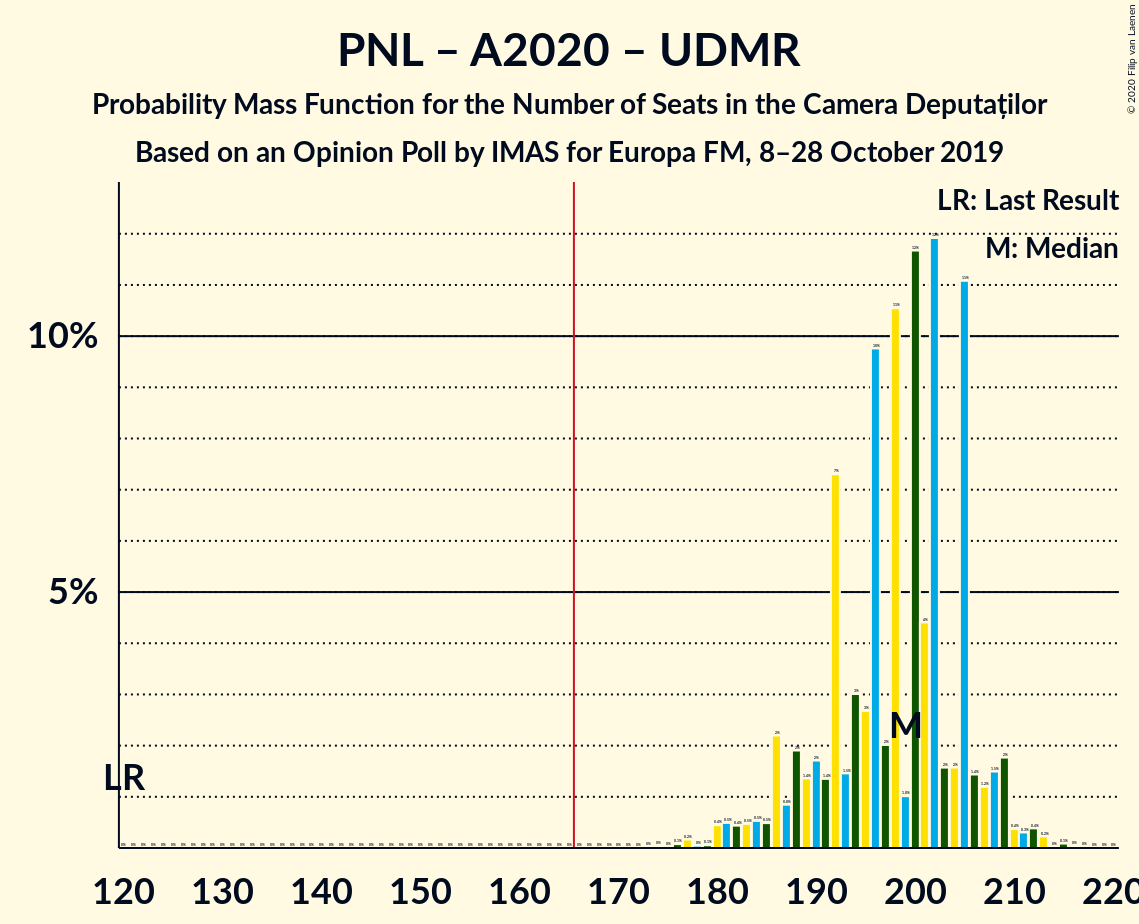 PNL – A2020 – UDMR
Probability Mass Function for the Number of Seats in the Camera Deputaților
Based on an Opinion Poll by IMAS for Europa FM, 8–28 October 2019
© 2020 Filip van Laenen
LR: Last Result
M: Median
10%
5%
LR
M
120 130 140 150 160 170 180 190 200 210 220